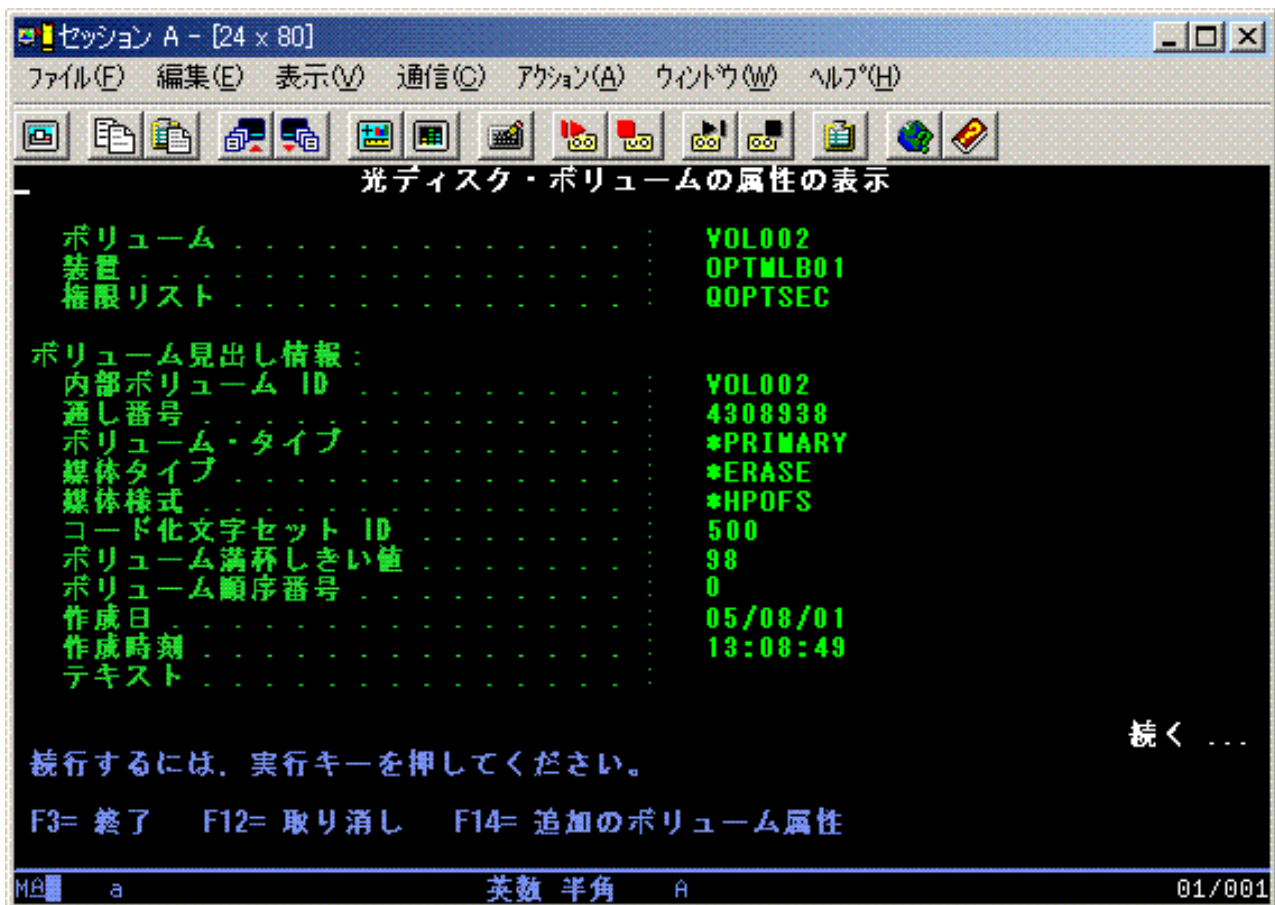 セッション A - [24 x 80]
ファイル(F) 編集(E) 表示(V) 通信(C) アクション(A) ウィンドウ(W) ヘルプ(H)
光ディスク・ボリュームの属性の表示
ボリューム . . . . . . . . . . . . . . : VOL002
装置 . . . . . . . . . . . . . . . . . : OPTMLB01
権限リスト . . . . . . . . . . . . . . : QOPTSEC
ボリューム見出し情報:
内部ボリューム ID . . . . . . . . . . : VOL002
通し番号 . . . . . . . . . . . . . . . : 4308938
ボリューム・タイプ . . . . . . . . . . : *PRIMARY
媒体タイプ . . . . . . . . . . . . . . : *ERASE
媒体様式 . . . . . . . . . . . . . . . : *HPOFS
コード化文字セット ID . . . . . . . . : 500
ボリューム満杯しきい値 . . . . . . . . : 98
ボリューム順序番号 . . . . . . . . . . : 0
作成日 . . . . . . . . . . . . . . . . : 05/08/01
作成時刻 . . . . . . . . . . . . . . . : 13:08:49
テキスト . . . . . . . . . . . . . . . :
続く ...
続行するには，実行キーを押してください。
F3= 終了 F12= 取り消し F14= 追加のボリューム属性
MA a 英数 半角 A 01/001